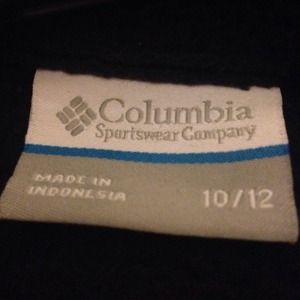 Columbia
Sportswear Company
MADE IN
INDONESIA
10/12